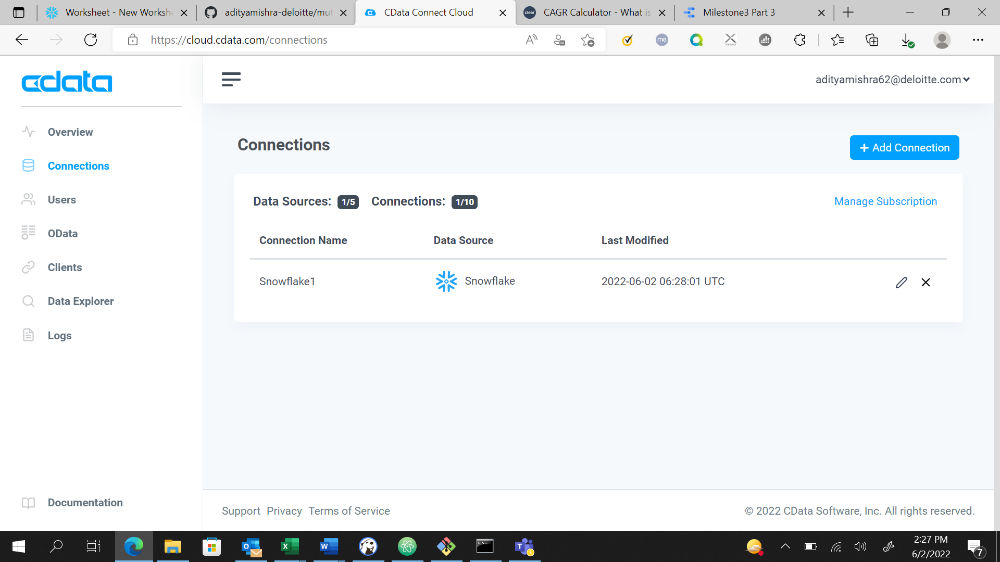 Worksheet - New Workshe
adityamishra-deloitte/mut
CData Connect Cloud
CAGR Calculator - What is
Milestone3 Part 3
https://cloud.cdata.com/connections
cdata
adityamishra62@deloitte.com
Overview
Connections
Users
OData
Clients
Data Explorer
Logs
Documentation
Connections
+ Add Connection
Data Sources: 1/5 Connections: 1/10
Manage Subscription
Connection Name Data Source Last Modified
Snowflake1 Snowflake 2022-06-02 06:28:01 UTC
Support Privacy Terms of Service
© 2022 CData Software, Inc. All rights reserved.
2:27 PM
6/2/2022
7